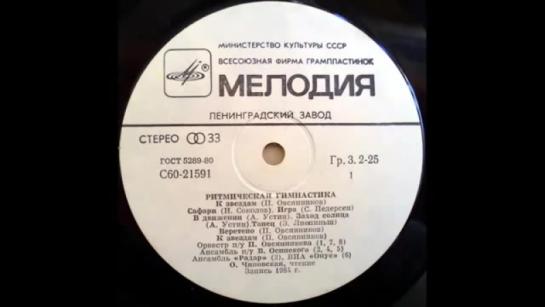 МИНИСТЕРСТВО КУЛЬТУРЫ СССР
ВСЕСОЮЗНАЯ ФИРМА ГРАМПЛАСТИНОК
МЕЛОДИЯ
ЛЕНИНГРАДСКИЙ ЗАВОД
СТЕРЕО 33
ГОСТ 5289-80 Гр. 3. 2-25
С60-21591 1
РИТМИЧЕСКАЯ ГИМНАСТИКА
К звездам (П. Овсянников)
Сафари (И. Соколов). Игра (С. Педерсен)
В движении (А. Устин). Заход солнца
(А. Устин). Танец (З. Лиепиньш)
Веретено (П. Овсянников)
К звездам (П. Овсянников)
Оркестр п/у П. Овсянникова (1, 7, 8)
Ансамбль п/у В. Осинского (2, 4, 5)
Ансамбль «Радар» (3), ВИА «Опус» (6)
О. Чиповская, чтение
Запись 1984 г.